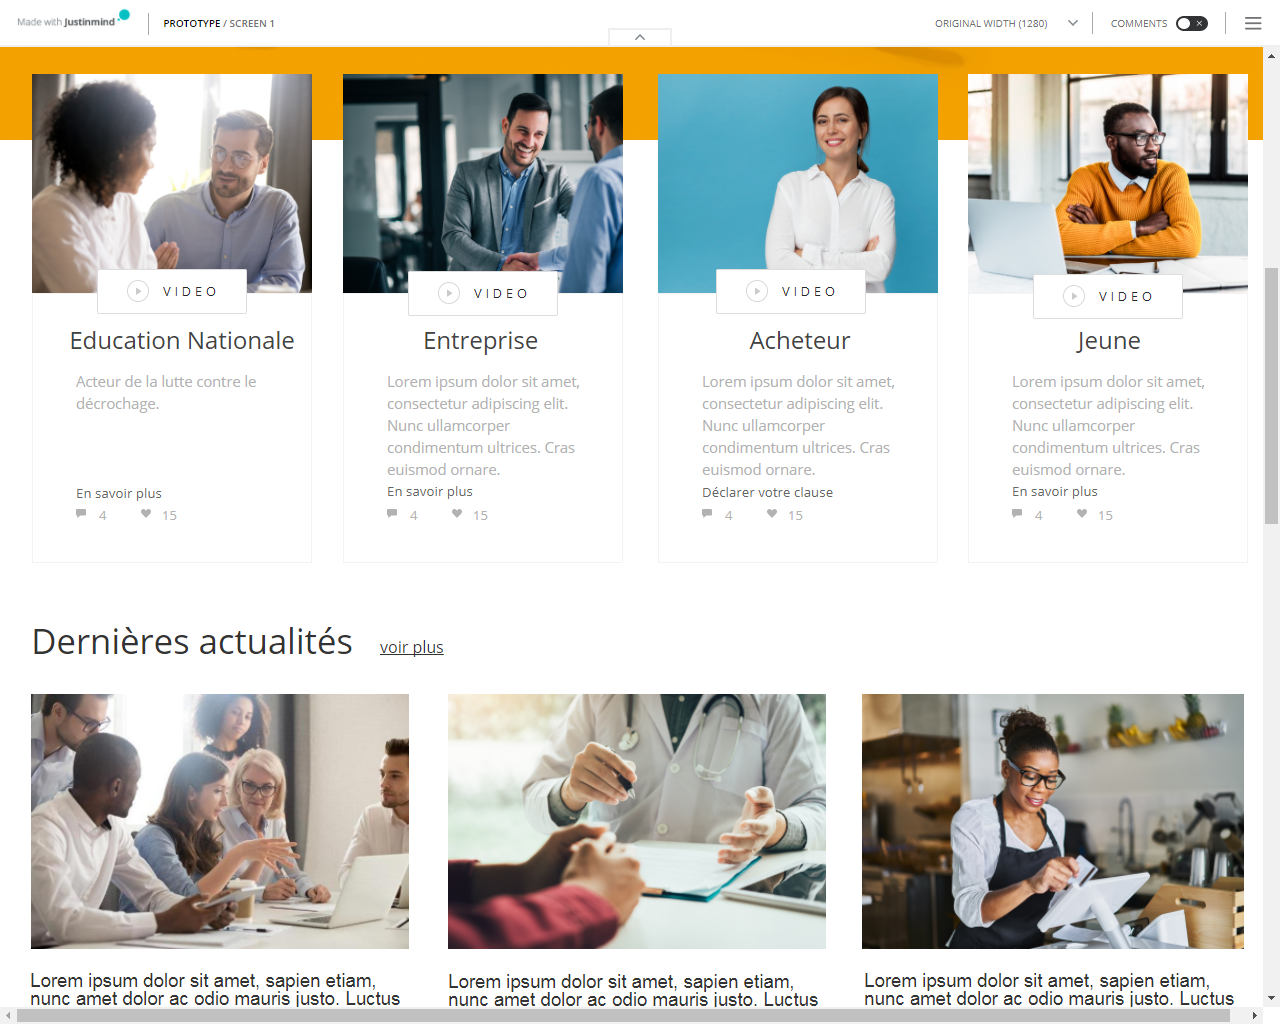 Made with Justinmind
PROTOTYPE / SCREEN 1
ORIGINAL WIDTH (1280)
COMMENTS
VIDEO
VIDEO
VIDEO
VIDEO
Education Nationale
Acteur de la lutte contre le
décrochage.
En savoir plus
4 15
Entreprise
Lorem ipsum dolor sit amet,
consectetur adipiscing elit.
Nunc ullamcorper
condimentum ultrices. Cras
euismod ornare.
En savoir plus
4 15
Acheteur
Lorem ipsum dolor sit amet,
consectetur adipiscing elit.
Nunc ullamcorper
condimentum ultrices. Cras
euismod ornare.
Déclarer votre clause
4 15
Jeune
Lorem ipsum dolor sit amet,
consectetur adipiscing elit.
Nunc ullamcorper
condimentum ultrices. Cras
euismod ornare.
En savoir plus
4 15
Dernières actualités
voir plus
Lorem ipsum dolor sit amet, sapien etiam,
nunc amet dolor ac odio mauris justo. Luctus
Lorem ipsum dolor sit amet, sapien etiam,
nunc amet dolor ac odio mauris justo. Luctus
Lorem ipsum dolor sit amet, sapien etiam,
nunc amet dolor ac odio mauris justo. Luctus